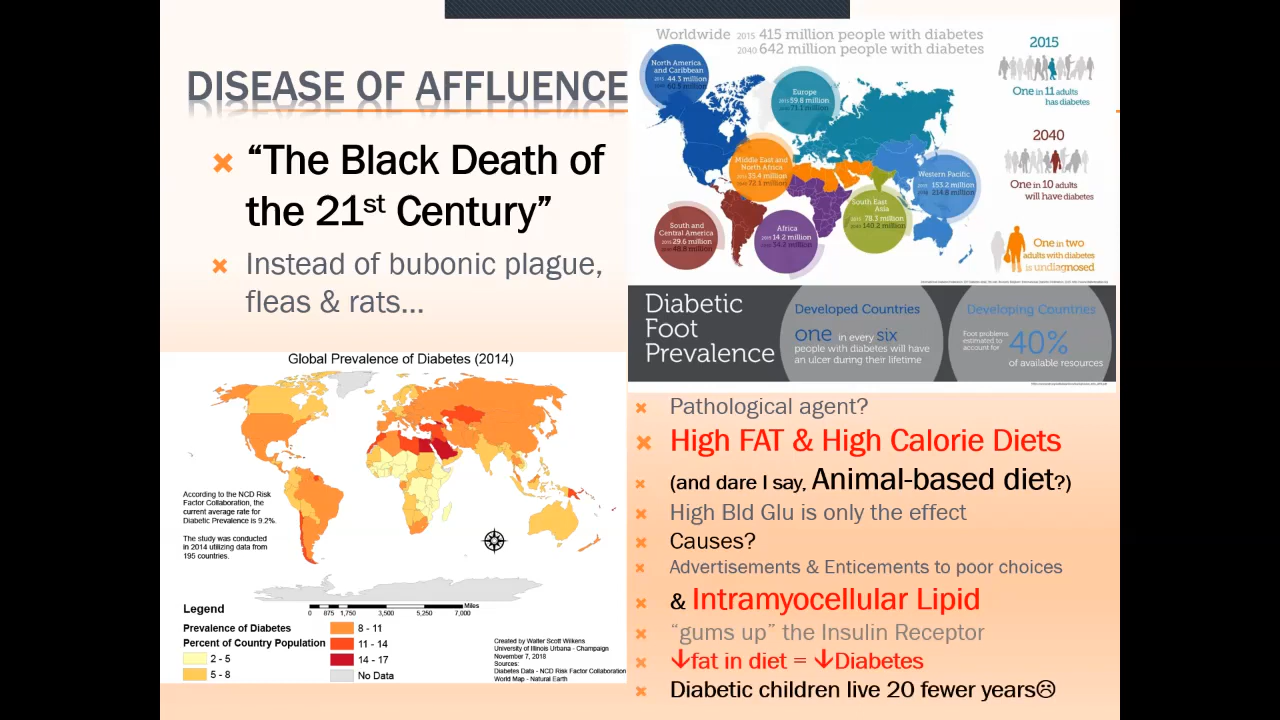 DISEASE OF AFFLUENCE
“The Black Death of
the 21st Century”
Instead of bubonic plague,
fleas & rats...
Worldwide 2015 415 million people with diabetes
2040 642 million people with diabetes
North America
and Caribbean
2015 44.3 million
2040 60.5 million
Europe
2015 59.8 million
2040 71.1 million
Middle East and
North Africa
2015 35.4 million
2040 72.1 million
Western Pacific
2015 153.2 million
2040 214.8 million
South and
Central America
2015 29.6 million
2040 48.8 million
Africa
2015 14.2 million
2040 34.2 million
South East
Asia
2015 78.3 million
2040 140.2 million
2015
One in 11 adults
has diabetes
2040
One in 10 adults
will have diabetes
One in two
adults with diabetes
is undiagnosed
Diabetic
Foot
Prevalence
Developed Countries
one in every six
people with diabetes will have
an ulcer during their lifetime
Developing Countries
Foot problems
estimated to
account for
40%
of available resources
Global Prevalence of Diabetes (2014)
According to the NCD Risk
Factor Collaboration, the
current average rate for
Diabetic Prevalence is 9.2%.
The study was conducted
in 2014 utilizing data from
195 countries.
Miles
0 875 1,750 3,500 5,250 7,000
Legend
Prevalence of Diabetes
Percent of Country Population
2 - 5
5 - 8
8 - 11
11 - 14
14 - 17
No Data
Created by Walter Scott Wilkens
University of Illinois Urbana - Champaign
November 7, 2018
Sources:
Diabetes Data - NCD Risk Factor Collaboration
World Map - Natural Earth
Pathological agent?
High FAT & High Calorie Diets
(and dare I say, Animal-based diet?)
High Bld Glu is only the effect
Causes?
Advertisements & Enticements to poor choices
& Intramyocellular Lipid
“gums up” the Insulin Receptor
↓fat in diet = ↓Diabetes
Diabetic children live 20 fewer years☹